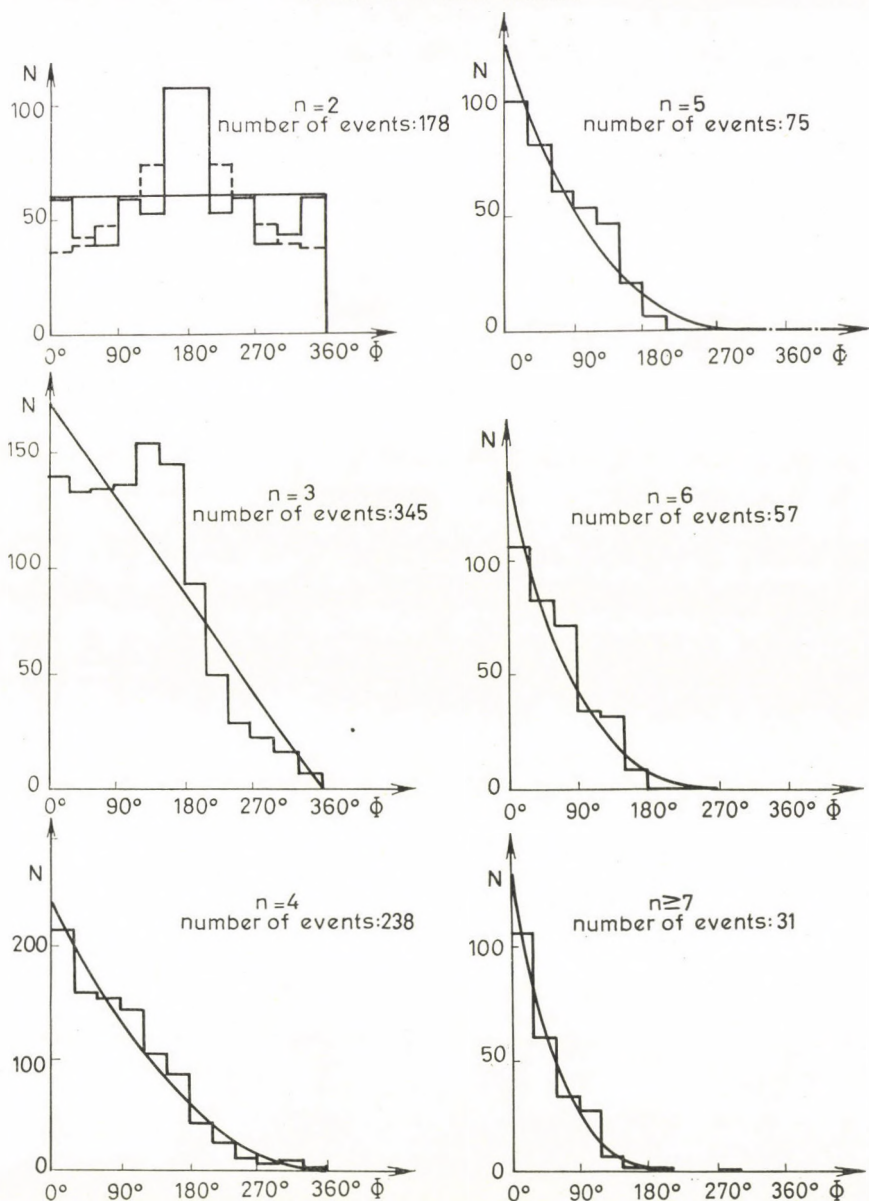 N
100
50
0
n=2
number of events:178
0° 90° 180° 270° 360° Φ
N
100
50
0
n=5
number of events:75
0° 90° 180° 270° 360° Φ
N
150
100
50
0
n=3
number of events:345
0° 90° 180° 270° 360° Φ
N
100
50
0
n=6
number of events:57
0° 90° 180° 270° 360° Φ
N
200
100
0
n=4
number of events:238
0° 90° 180° 270° 360° Φ
N
100
50
0
n≥7
number of events:31
0° 90° 180° 270° 360° Φ